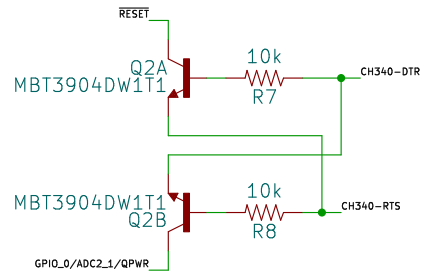 RESET
10k
Q2A
CH340-DTR
MBT3904DW1T1
R7
MBT3904DW1T1
10k
CH340-RTS
Q2B
R8
GPIO_0/ADC2_1/QPWR